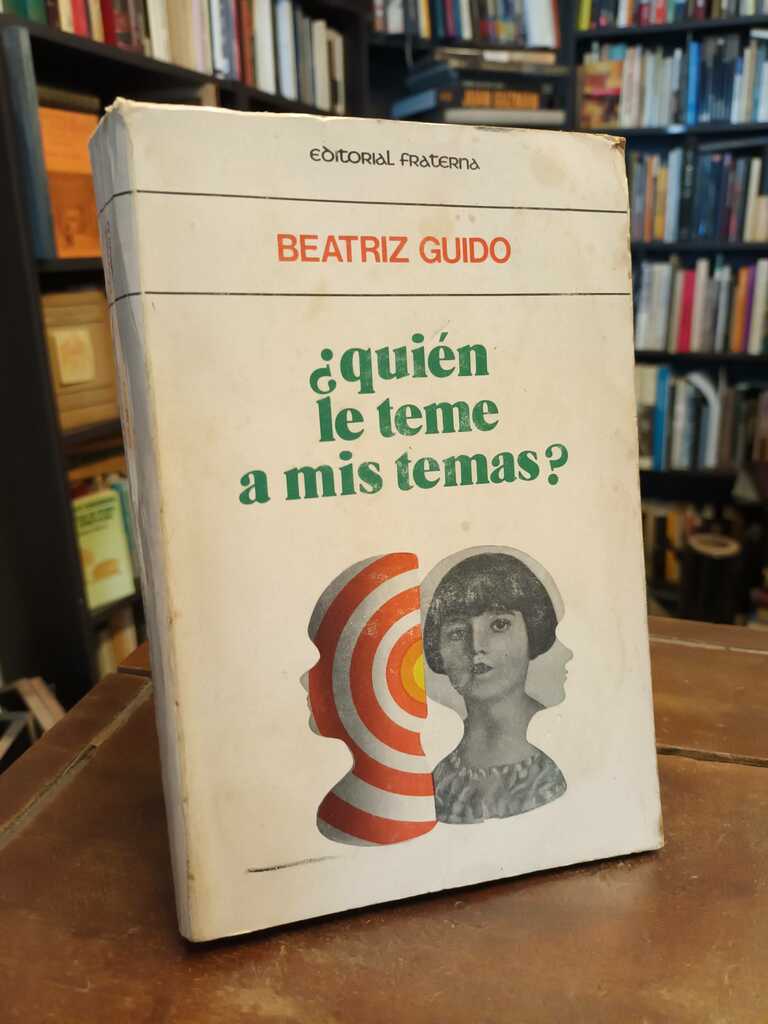 EDITORIAL FRATERNA
BEATRIZ GUIDO
¿quién
le teme
a mis temas?